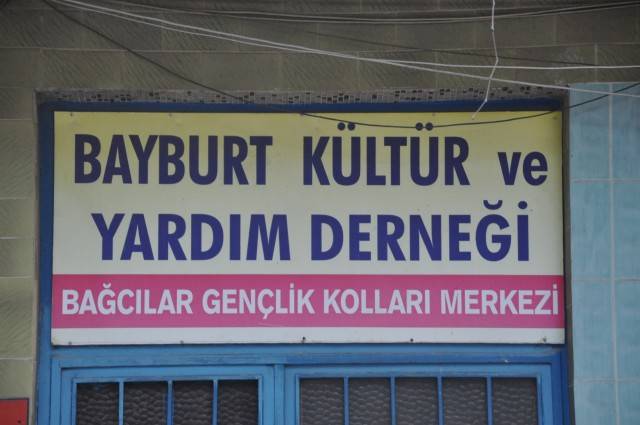 BAYBURT KÜLTÜR ve
YARDIM DERNEĞİ
BAĞCILAR GENÇLİK KOLLARI MERKEZİ